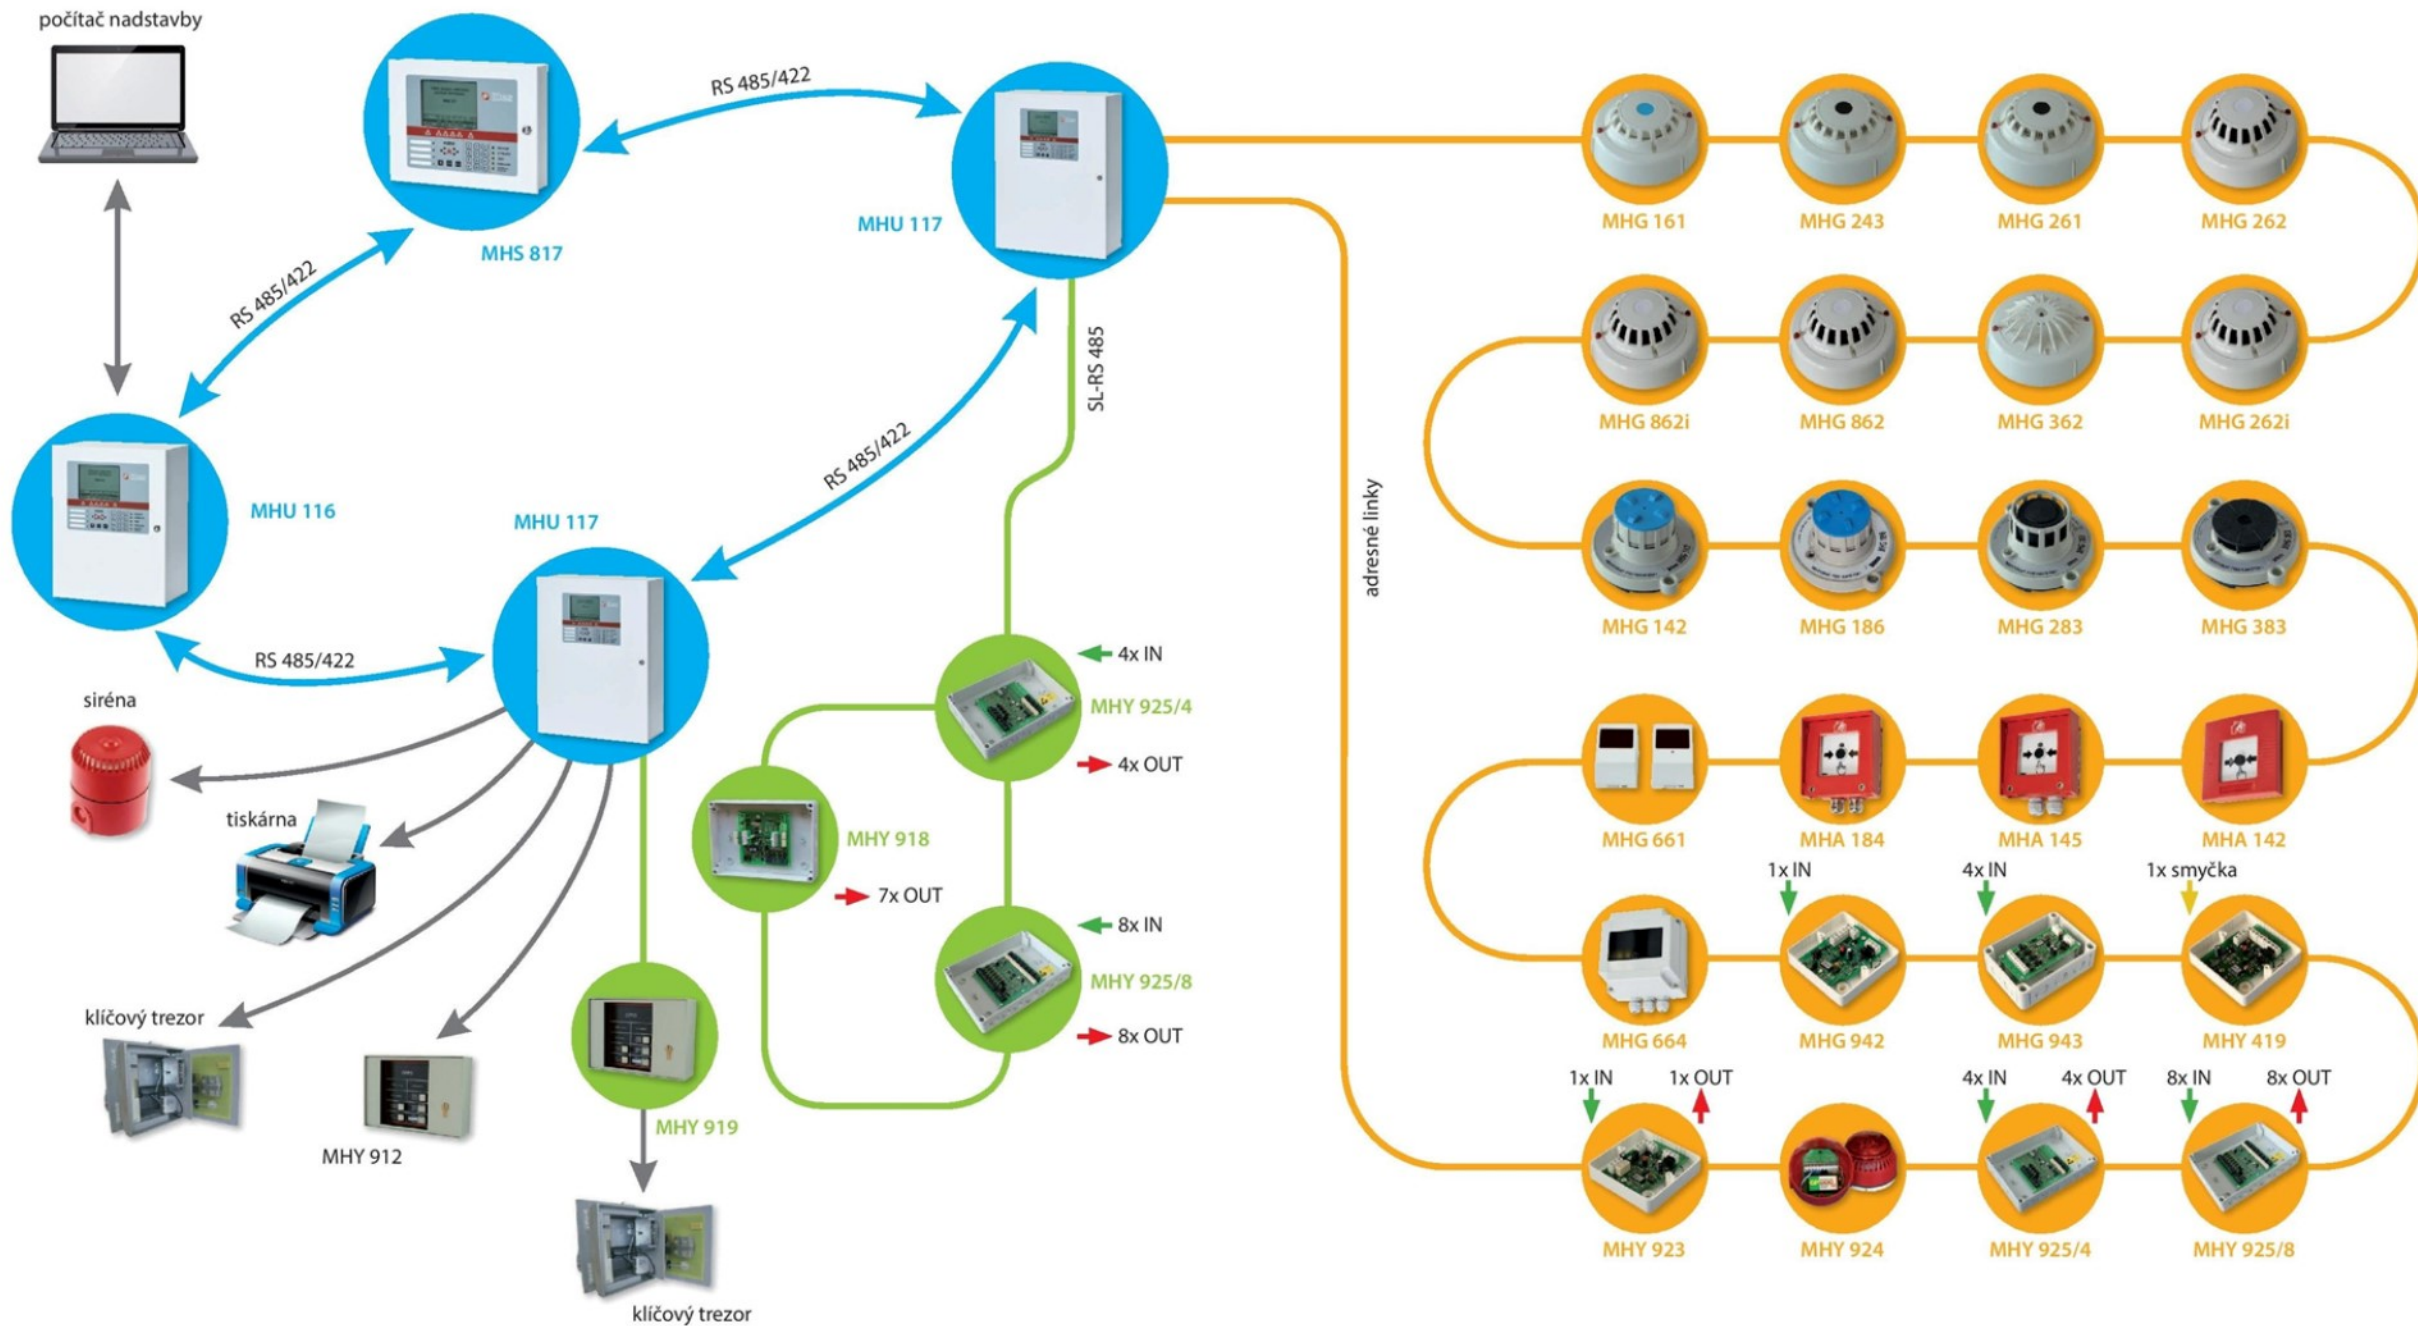 počítač nadstavby
RS 485/422
MHS 817
MHU 117
RS 485/422
RS 485/422
SL-RS 485
MHU 116
MHU 117
RS 485/422
siréna
tiskárna
klíčový trezor
MHY 912
MHY 919
klíčový trezor
4x IN
MHY 925/4
4x OUT
MHY 918
7x OUT
8x IN
MHY 925/8
8x OUT
adresné linky
MHG 161
MHG 243
MHG 261
MHG 262
MHG 862i
MHG 862
MHG 362
MHG 262i
MHG 142
MHG 186
MHG 283
MHG 383
MHG 661
MHA 184
MHA 145
MHA 142
1x IN
4x IN
1x smyčka
MHG 664
MHG 942
MHG 943
MHY 419
1x IN
1x OUT
4x IN
4x OUT
8x IN
8x OUT
MHY 923
MHY 924
MHY 925/4
MHY 925/8